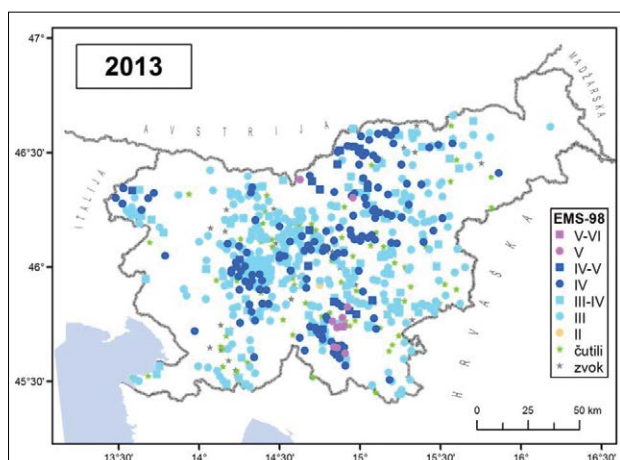 47°
2013
AVSTRIJA
MADŽARSKA
46°30'
ITALIJA
46°
EMS-98
V-VI
V
IV-V
IV
III-IV
III
II
čutili
zvok
HRVAŠKA
45°30'
0 25 50 km
13°30' 14° 14°30' 15° 15°30' 16° 16°30'